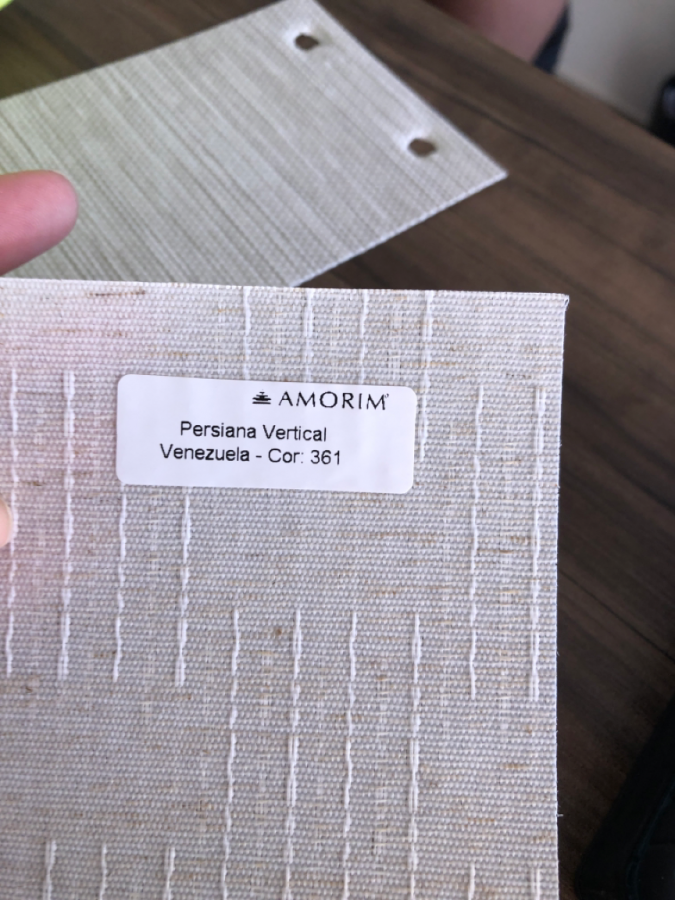 AMORIM
Persiana Vertical
Venezuela - Cor: 361